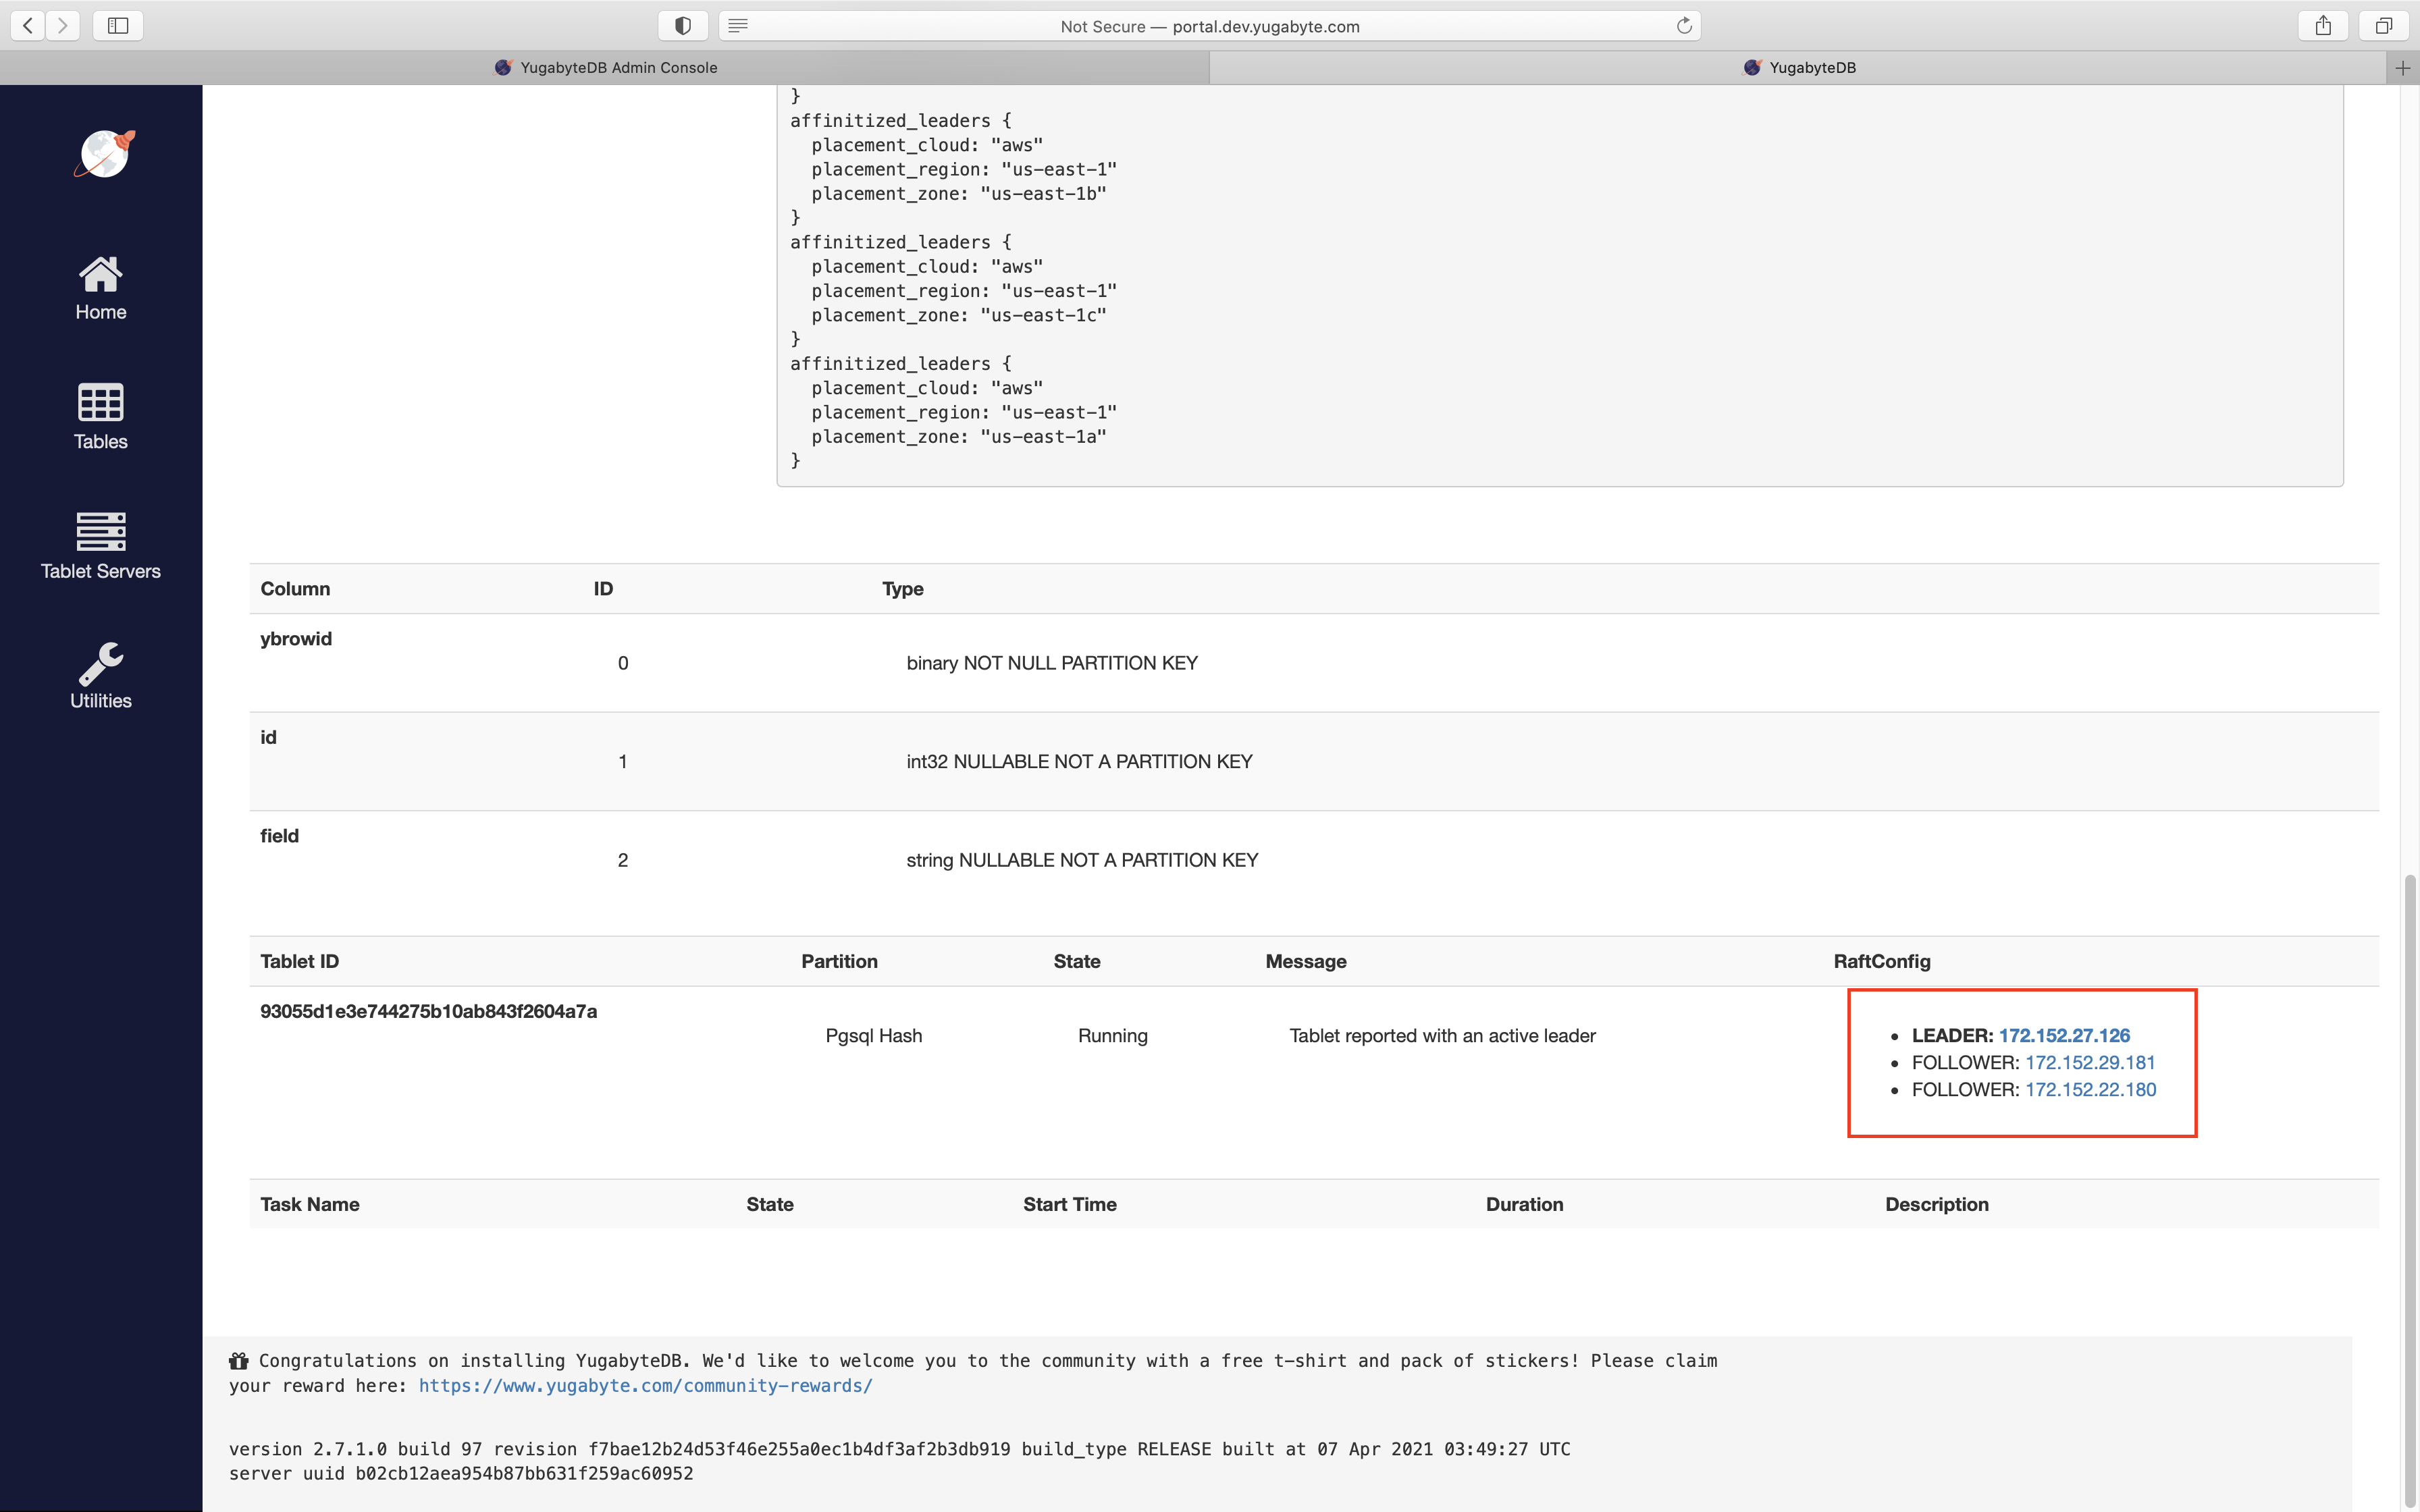 Not Secure — portal.dev.yugabyte.com
YugabyteDB Admin Console
YugabyteDB
Home
Tables
Tablet Servers
Utilities
}
affinitized_leaders {
  placement_cloud: "aws"
  placement_region: "us-east-1"
  placement_zone: "us-east-1b"
}
affinitized_leaders {
  placement_cloud: "aws"
  placement_region: "us-east-1"
  placement_zone: "us-east-1c"
}
affinitized_leaders {
  placement_cloud: "aws"
  placement_region: "us-east-1"
  placement_zone: "us-east-1a"
}
Column ID Type
ybrowid 0 binary NOT NULL PARTITION KEY
id 1 int32 NULLABLE NOT A PARTITION KEY
field 2 string NULLABLE NOT A PARTITION KEY
Tablet ID Partition State Message RaftConfig
93055d1e3e744275b10ab843f2604a7a Pgsql Hash Running Tablet reported with an active leader
• LEADER: 172.152.27.126
• FOLLOWER: 172.152.29.181
• FOLLOWER: 172.152.22.180
Task Name State Start Time Duration Description
Congratulations on installing YugabyteDB. We'd like to welcome you to the community with a free t-shirt and pack of stickers! Please claim
your reward here: https://www.yugabyte.com/community-rewards/
version 2.7.1.0 build 97 revision f7bae12b24d53f46e255a0ec1b4df3af2b3db919 build_type RELEASE built at 07 Apr 2021 03:49:27 UTC
server uuid b02cb12aea954b87bb631f259ac60952